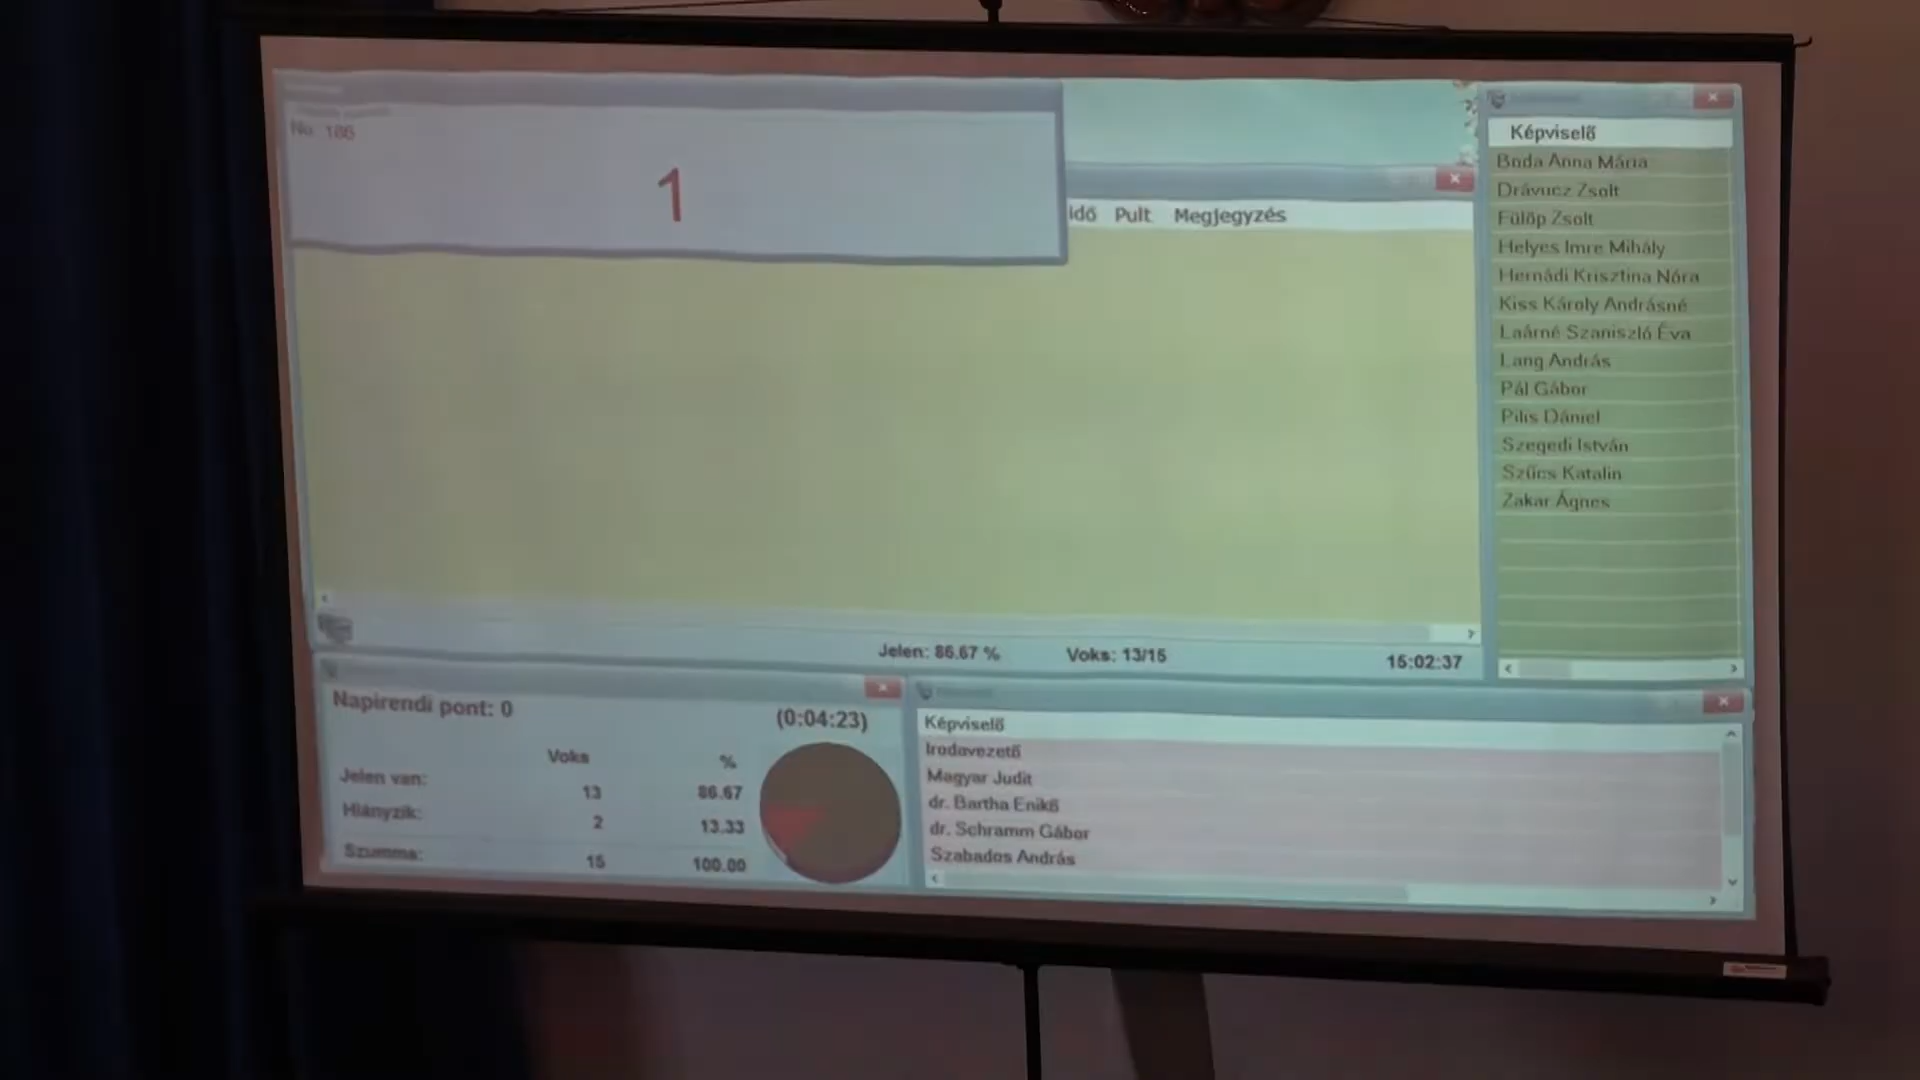 No. 186
1
Idő Pult Megjegyzés
Jelen: 86.67 % Voks: 13/15 15:02:37
Képviselő
Boda Anna Mária
Drávucz Zsolt
Fülöp Zsolt
Helyes Imre Mihály
Hernádi Krisztina Nóra
Kiss Károly Andrásné
Laárné Szaniszló Éva
Lang András
Pál Gábor
Pilis Dániel
Szegedi István
Szűcs Katalin
Zakar Ágnes
Napirendi pont: 0 (0:04:23)
Voks %
Jelen van: 13 86.67
Hiányzik: 2 13.33
Szumma: 15 100.00
Képviselő
Irodavezető
Magyar Judit
dr. Bartha Enikő
dr. Schramm Gábor
Szabados András